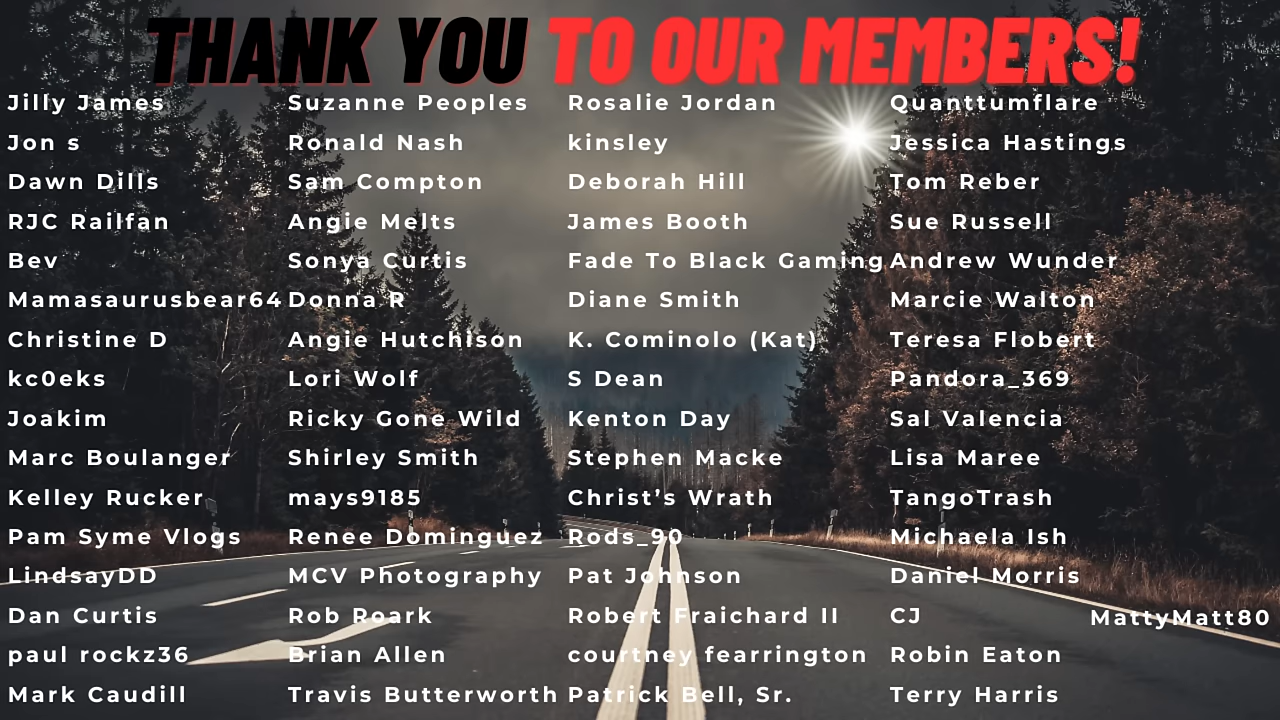 THANK YOU TO OUR MEMBERS!
Jilly James
Jon s
Dawn Dills
RJC Railfan
Bev
Mamasaurusbear64
Christine D
kc0eks
Joakim
Marc Boulanger
Kelley Rucker
Pam Syme Vlogs
LindsayDD
Dan Curtis
paul rockz36
Mark Caudill
Suzanne Peoples
Ronald Nash
Sam Compton
Angie Melts
Sonya Curtis
Donna R
Angie Hutchison
Lori Wolf
Ricky Gone Wild
Shirley Smith
mays9185
Renee Dominguez
MCV Photography
Rob Roark
Brian Allen
Travis Butterworth
Rosalie Jordan
kinsley
Deborah Hill
James Booth
Fade To Black Gaming
Diane Smith
K. Cominolo (Kat)
S Dean
Kenton Day
Stephen Macke
Christ’s Wrath
Rods_90
Pat Johnson
Robert Fraichard II
courtney fearrington
Patrick Bell, Sr.
Quanttumflare
Jessica Hastings
Tom Reber
Sue Russell
Andrew Wunder
Marcie Walton
Teresa Flobert
Pandora_369
Sal Valencia
Lisa Maree
TangoTrash
Michaela Ish
Daniel Morris
CJ
Robin Eaton
Terry Harris
MattyMatt80